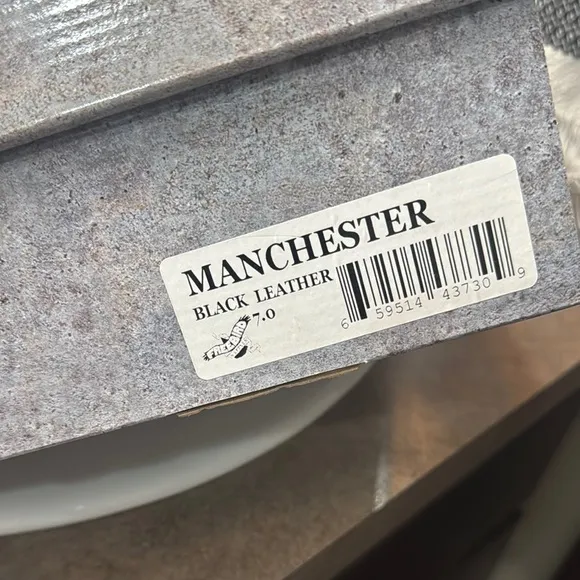 MANCHESTER
BLACK LEATHER
7.0
6 59514 43730 9